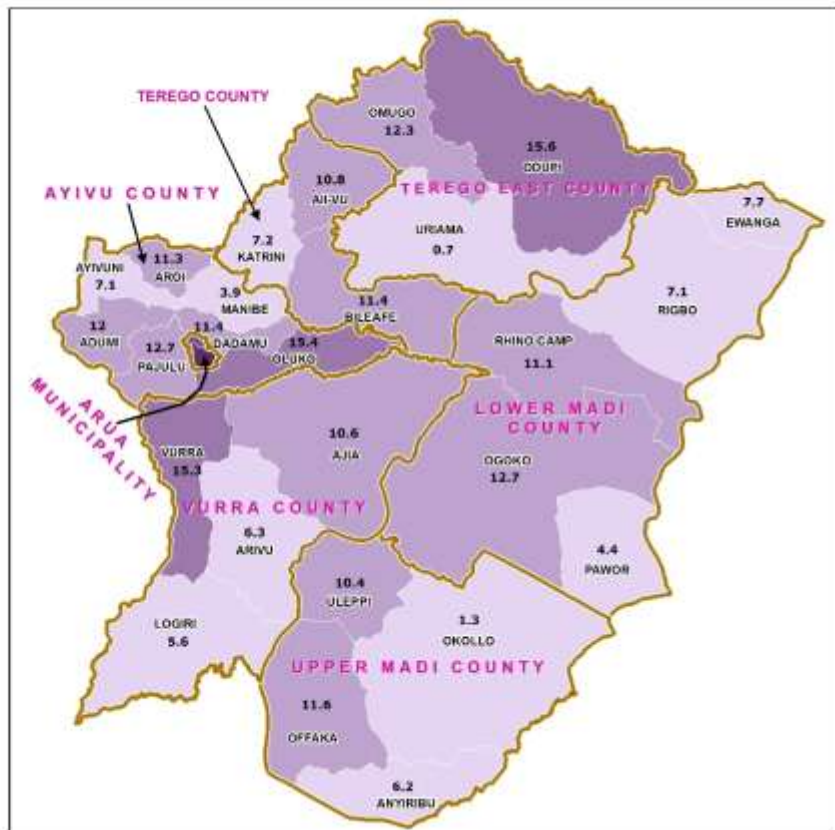 OMUGO
12.3
TEREGO COUNTY
15.6
ODUPI
10.8
AII-VU
TEREGO EAST COUNTY
AYIVU COUNTY
7.7
EWANGA
URIAMA
0.7
7.2
KATRINI
11.3
AROI
AYIVUNI
7.1
3.9
MANIBE
7.1
RIGBO
11.4
BILEAFE
12
ADUMI
11.4
DADAMU
15.4
OLUKO
12.7
PAJULU
RHINO CAMP
11.1
ARUA
MUNICIPALITY
LOWER MADI
COUNTY
10.6
AJIA
VURRA
15.3
OGOKO
12.7
VURRA COUNTY
6.3
ARIVU
4.4
PAWOR
10.4
ULEPPI
1.3
OKOLLO
LOGIRI
5.6
UPPER MADI COUNTY
11.6
OFFAKA
6.2
ANYIRIBU